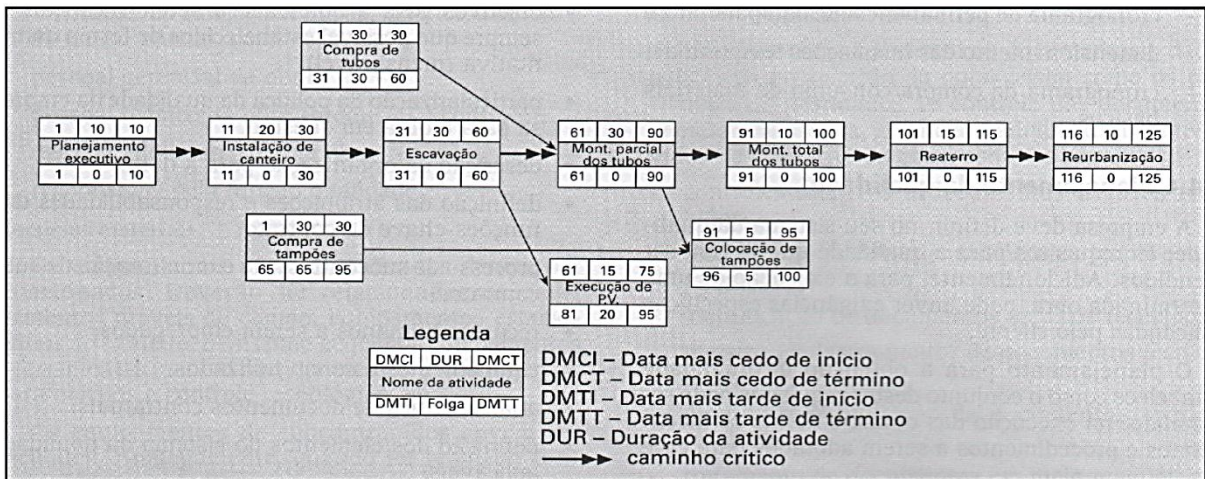 1 30 30
Compra de
tubos
31 30 60
1 10 10
Planejamento
executivo
1 0 10
11 20 30
Instalação de
canteiro
11 0 30
31 30 60
Escavação
31 0 60
61 30 90
Mont. parcial
dos tubos
61 0 90
91 10 100
Mont. total
dos tubos
91 0 100
101 15 115
Reaterro
101 0 115
116 10 125
Reurbanização
116 0 125
1 30 30
Compra de
tampões
65 65 95
61 15 75
Execução de
P.V.
81 20 95
91 5 95
Colocação de
tampões
96 5 100
Legenda
DMCI DUR DMCT
Nome da atividade
DMTI Folga DMTT
DMCI – Data mais cedo de início
DMCT – Data mais cedo de término
DMTI – Data mais tarde de início
DMTT – Data mais tarde de término
DUR – Duração da atividade
caminho crítico